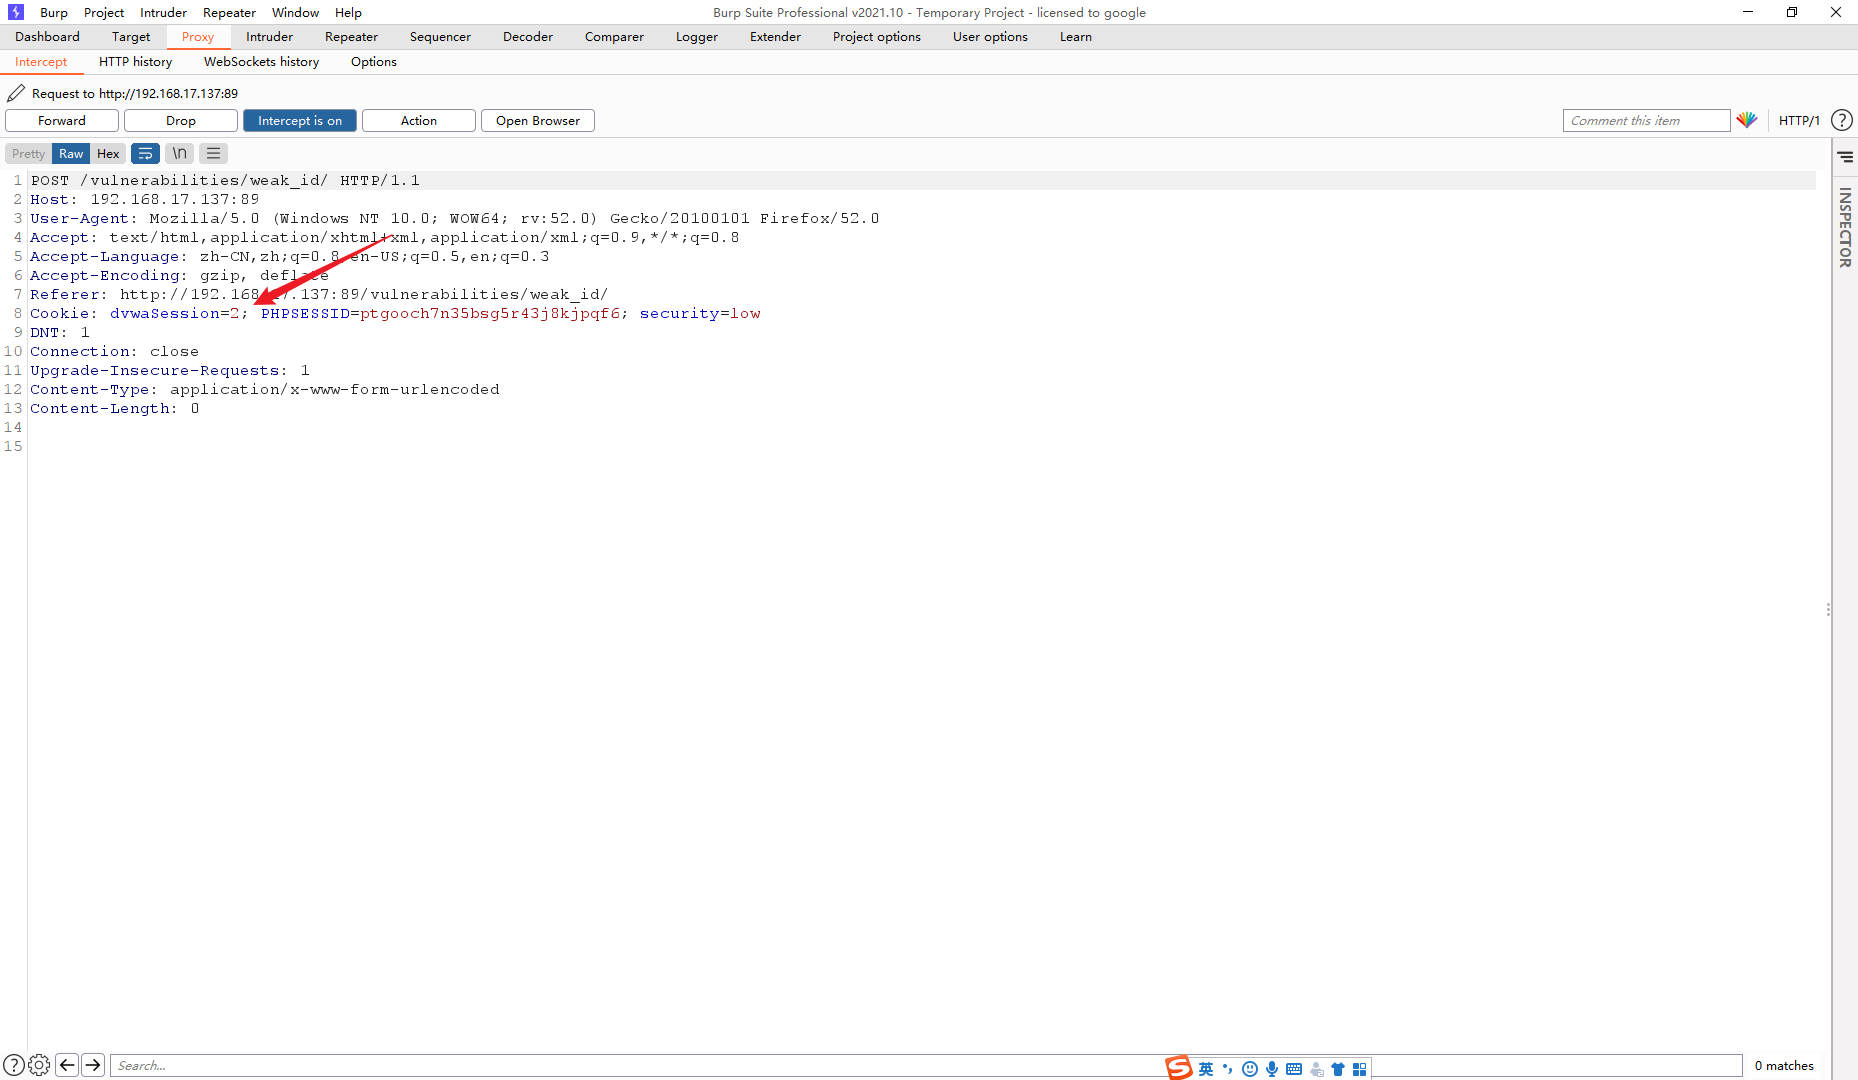 Burp Project Intruder Repeater Window Help Burp Suite Professional v2021.10 - Temporary Project - licensed to google
Dashboard Target Proxy Intruder Repeater Sequencer Decoder Comparer Logger Extender Project options User options Learn
Intercept HTTP history WebSockets history Options
Request to http://192.168.17.137:89
Forward Drop Intercept is on Action Open Browser Comment this item HTTP/1 ?
Pretty Raw Hex \n
INSPECTOR
1 POST /vulnerabilities/weak_id/ HTTP/1.1
2 Host: 192.168.17.137:89
3 User-Agent: Mozilla/5.0 (Windows NT 10.0; WOW64; rv:52.0) Gecko/20100101 Firefox/52.0
4 Accept: text/html,application/xhtml+xml,application/xml;q=0.9,*/*;q=0.8
5 Accept-Language: zh-CN,zh;q=0.8,en-US;q=0.5,en;q=0.3
6 Accept-Encoding: gzip, deflate
7 Referer: http://192.168.17.137:89/vulnerabilities/weak_id/
8 Cookie: dvwaSession=2; PHPSESSID=ptgooch7n35bsg5r43j8kjpqf6; security=low
9 DNT: 1
10 Connection: close
11 Upgrade-Insecure-Requests: 1
12 Content-Type: application/x-www-form-urlencoded
13 Content-Length: 0
14
15
? Search... S 英 0 matches